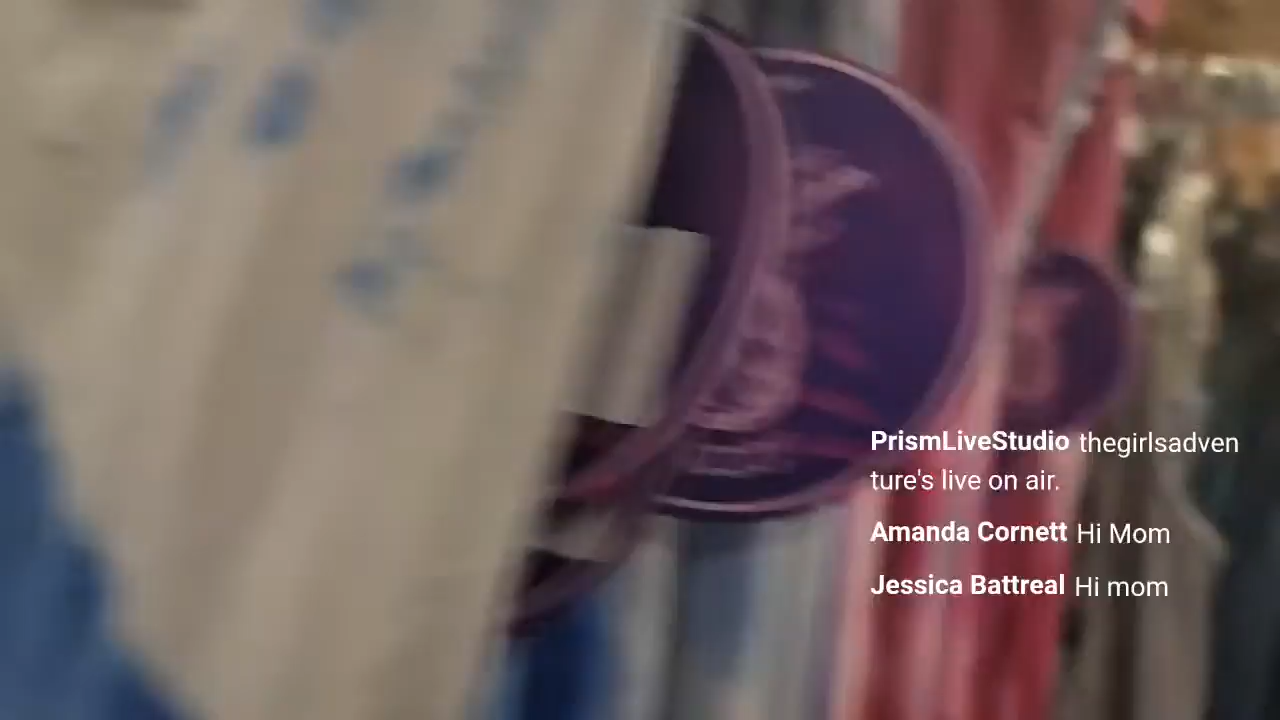 PrismLiveStudio thegirlsadven
ture's live on air.
Amanda Cornett Hi Mom
Jessica Battreal Hi mom